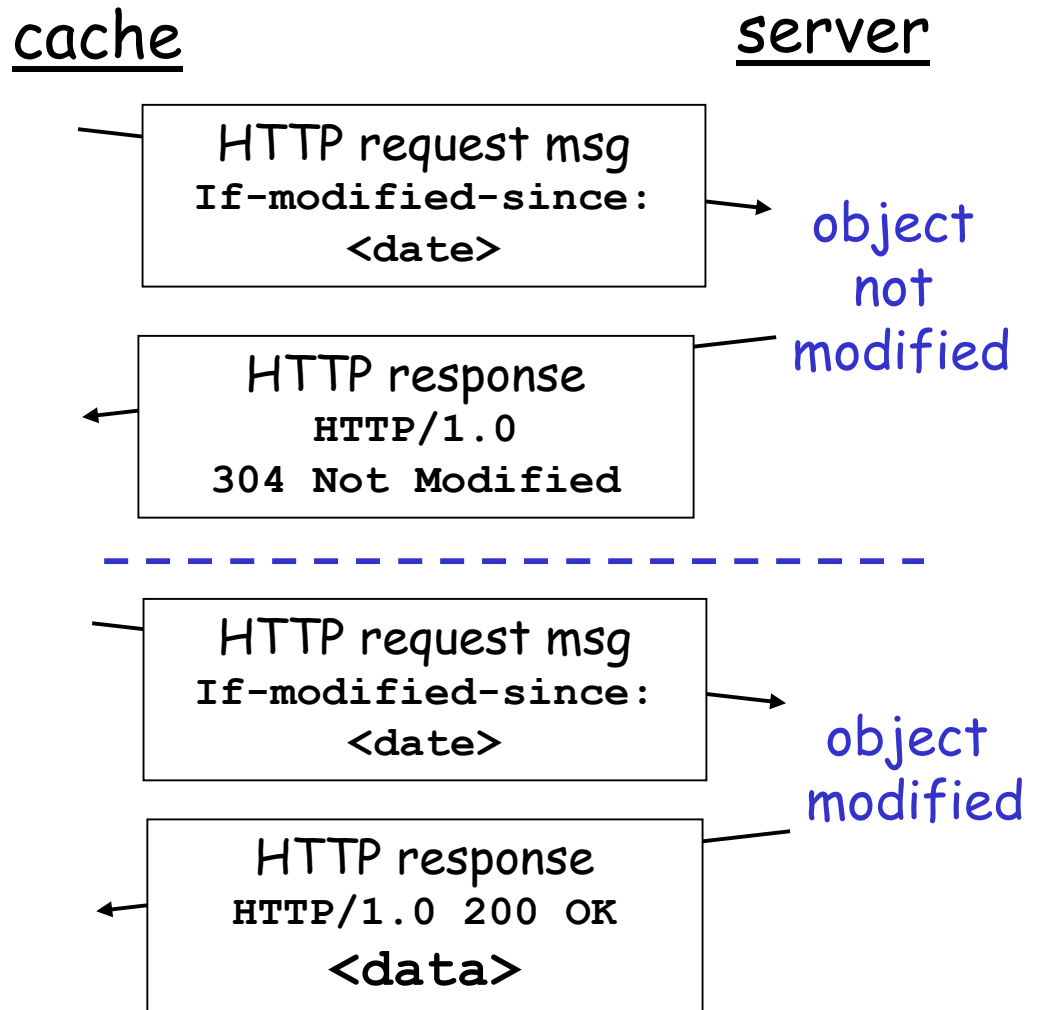 cache
server
HTTP request msg
If-modified-since:
<date>
object
not
modified
HTTP response
HTTP/1.0
304 Not Modified
HTTP request msg
If-modified-since:
<date>
object
modified
HTTP response
HTTP/1.0 200 OK
<data>